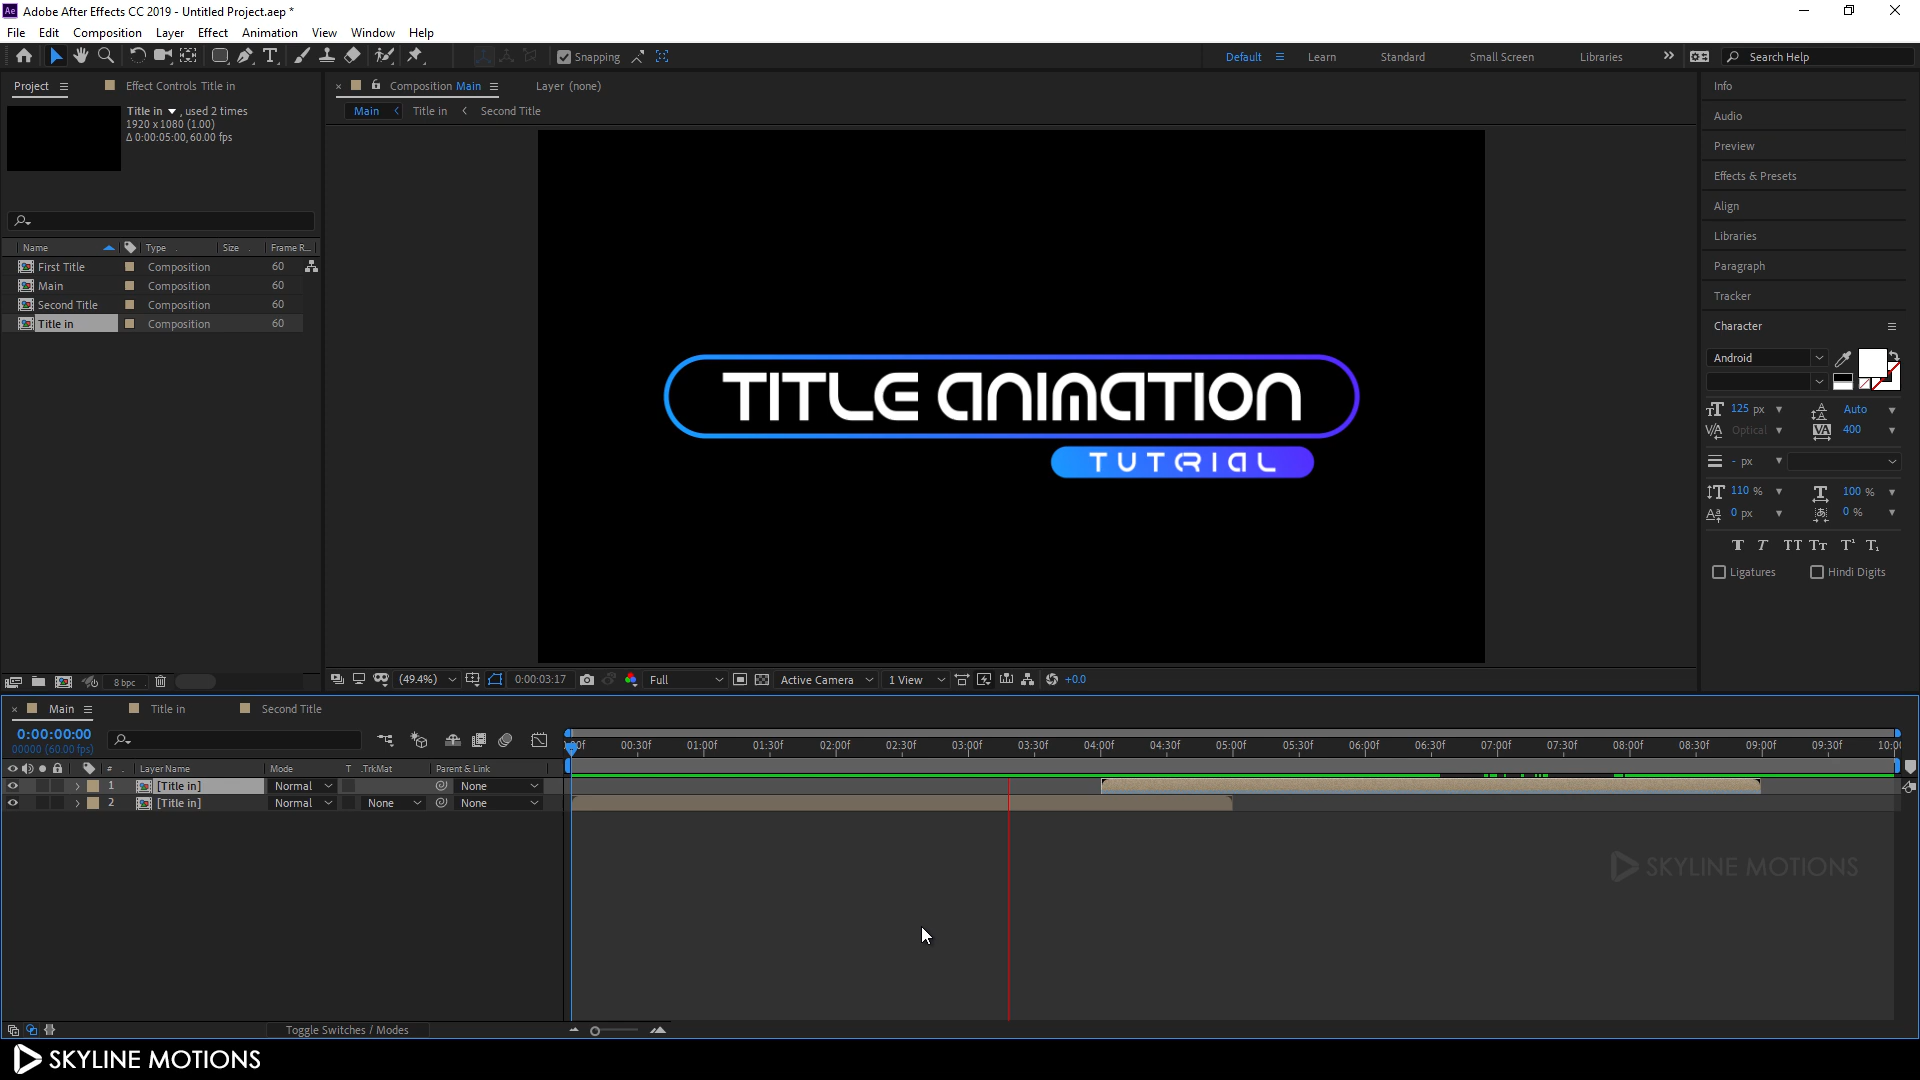 Adobe After Effects CC 2019 - Untitled Project.aep *
File Edit Composition Layer Effect Animation View Window Help
Snapping
Default Learn Standard Small Screen Libraries Search Help
Project Effect Controls Title in
Title in , used 2 times
1920 x 1080 (1.00)
Δ 0:00:05:00, 60.00 fps
Name Type Size Frame R...
First Title Composition 60
Main Composition 60
Second Title Composition 60
Title in Composition 60
8 bpc
Composition Main Layer (none)
Main Title in Second Title
TITLE ANIMATION
TUTRIAL
(49.4%) 0:00:03:17 Full Active Camera 1 View +0.0
Info
Audio
Preview
Effects & Presets
Align
Libraries
Paragraph
Tracker
Character
Android
125 px Auto
Optical 400
- px
110 % 100 %
0 px 0 %
Ligatures Hindi Digits
Main Title in Second Title
0:00:00:00
00000 (60.00 fps)
00f 00:30f 01:00f 01:30f 02:00f 02:30f 03:00f 03:30f 04:00f 04:30f 05:00f 05:30f 06:00f 06:30f 07:00f 07:30f 08:00f 08:30f 09:00f 09:30f 10:00
# Layer Name Mode T .TrkMat Parent & Link
1 [Title in] Normal None
2 [Title in] Normal None None
SKYLINE MOTIONS
Toggle Switches / Modes
SKYLINE MOTIONS